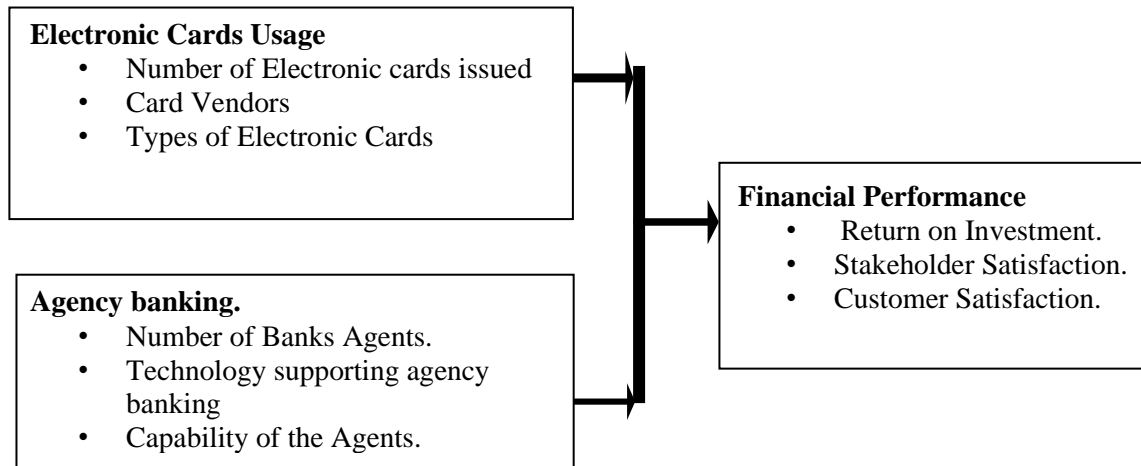 Electronic Cards Usage
• Number of Electronic cards issued
• Card Vendors
• Types of Electronic Cards
Agency banking.
• Number of Banks Agents.
• Technology supporting agency
banking
• Capability of the Agents.
Financial Performance
• Return on Investment.
• Stakeholder Satisfaction.
• Customer Satisfaction.